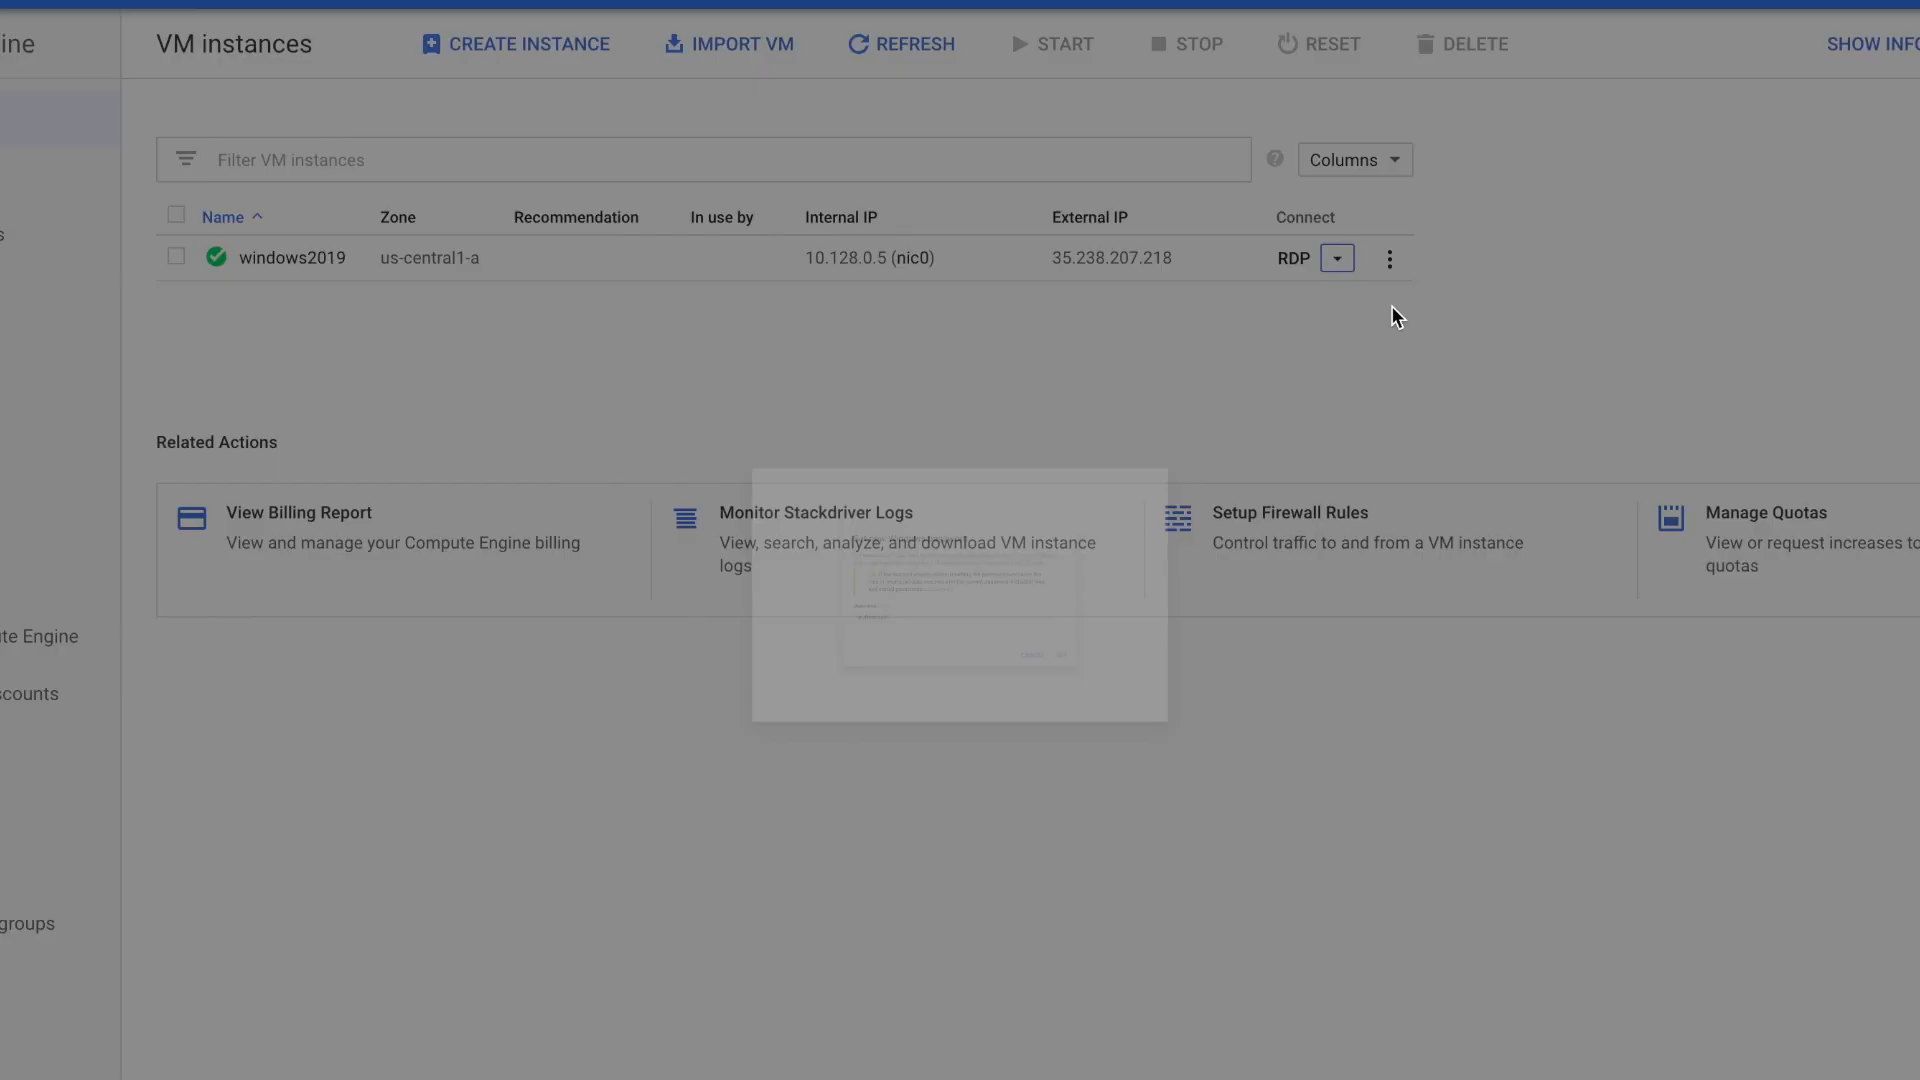 ine
VM instances
CREATE INSTANCE
IMPORT VM
REFRESH
START
STOP
RESET
DELETE
SHOW INFO
Filter VM instances
Columns
Name
Zone
Recommendation
In use by
Internal IP
External IP
Connect
windows2019
us-central1-a
10.128.0.5 (nic0)
35.238.207.218
RDP
s
Related Actions
View Billing Report
View and manage your Compute Engine billing
Monitor Stackdriver Logs
View, search, analyze, and download VM instance
logs
Setup Firewall Rules
Control traffic to and from a VM instance
Manage Quotas
View or request increases to
quotas
te Engine
counts
groups